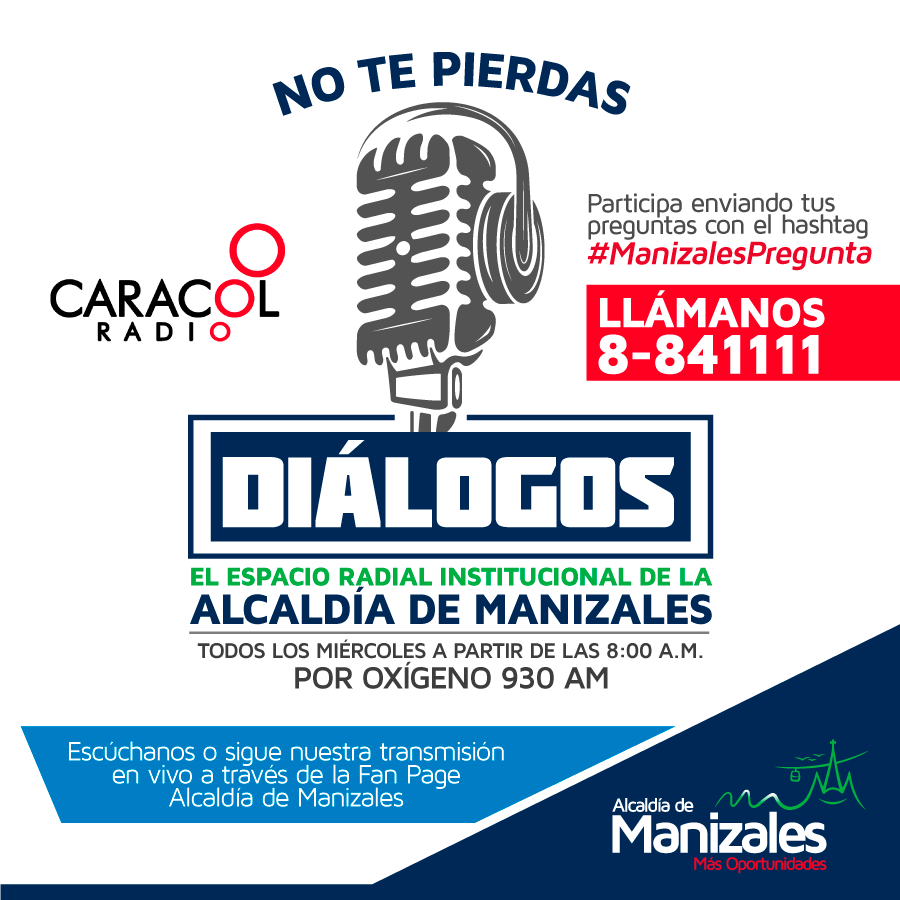 NO TE PIERDAS
CARACOL
RADIO
Participa enviando tus
preguntas con el hashtag
#ManizalesPregunta
LLÁMANOS
8-841111
DIÁLOGOS
EL ESPACIO RADIAL INSTITUCIONAL DE LA
ALCALDÍA DE MANIZALES
TODOS LOS MIÉRCOLES A PARTIR DE LAS 8:00 A.M.
POR OXÍGENO 930 AM
Escúchanos o sigue nuestra transmisión
en vivo a través de la Fan Page
Alcaldía de Manizales
Alcaldía de
Manizales
Más Oportunidades